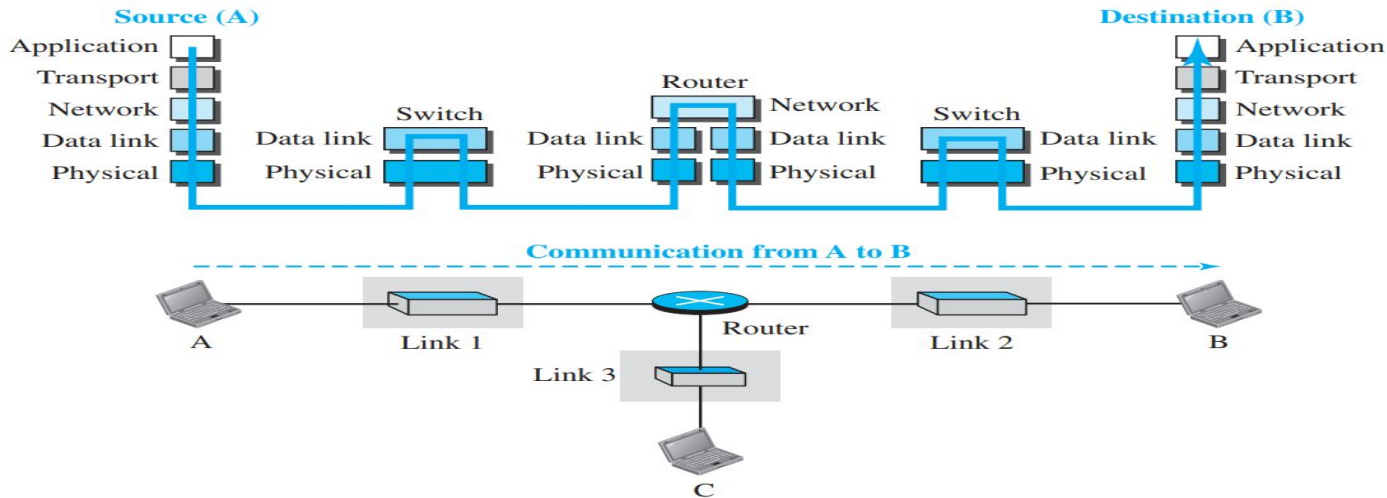 Source (A) Destination (B)
Application Application
Transport Router Transport
Network Switch Network Switch Network
Data link Data link Data link Data link Data link Data link
Physical Physical Physical Physical Physical Physical
Communication from A to B
A Link 1 Router Link 2 B
Link 3
C